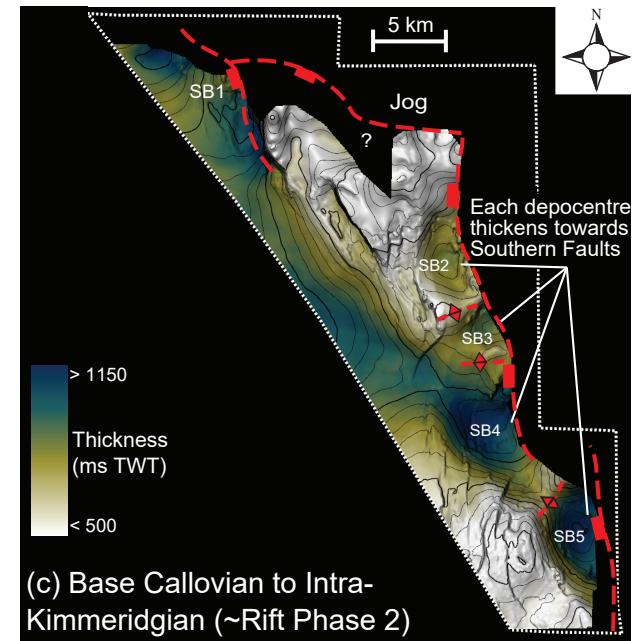 N
5 km
SB1
Jog
?
Each depocentre
thickens towards
Southern Faults
SB2
SB3
> 1150
Thickness
(ms TWT)
< 500
SB4
SB5
(c) Base Callovian to Intra-
Kimmeridgian (~Rift Phase 2)